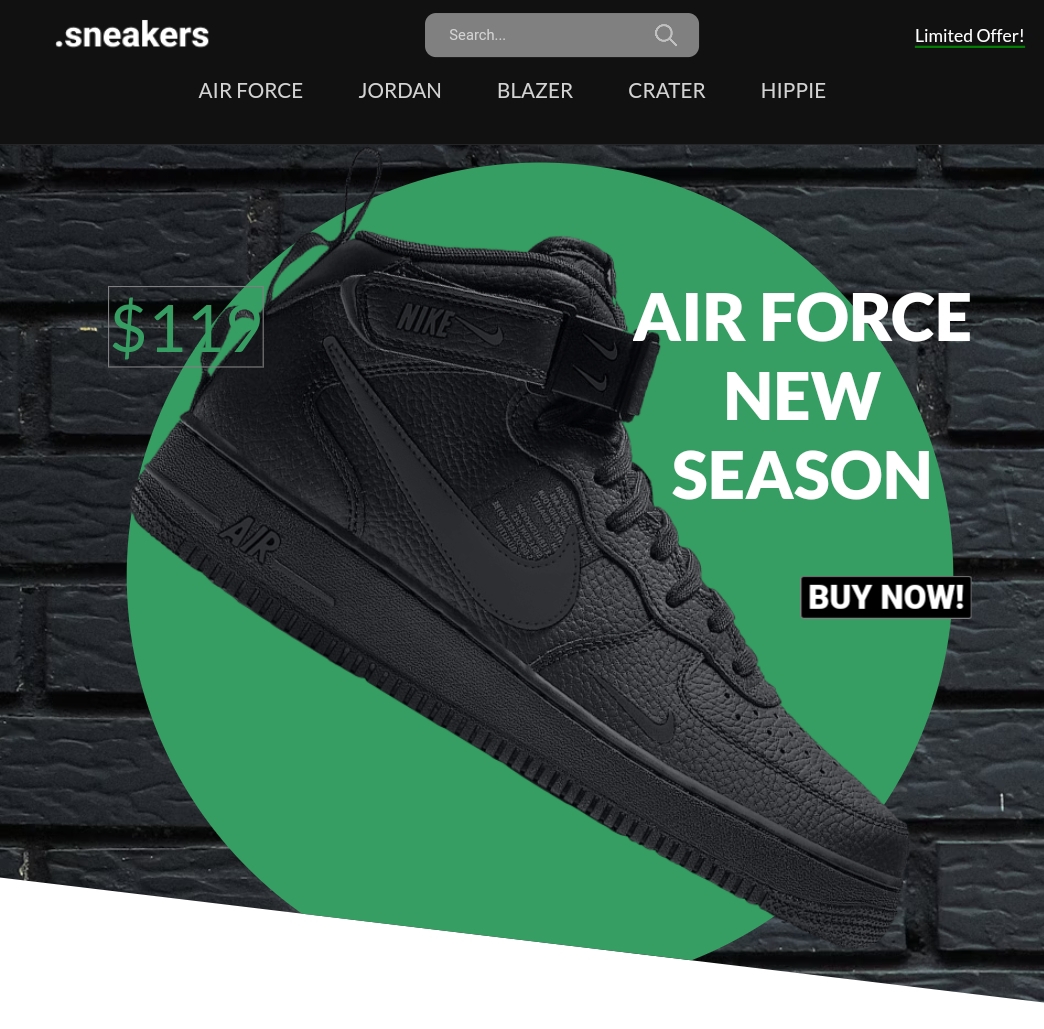 .sneakers
Search...
Limited Offer!
AIR FORCE
JORDAN
BLAZER
CRATER
HIPPIE
$119
AIR FORCE
NEW
SEASON
NIKE
AIR
BUY NOW!